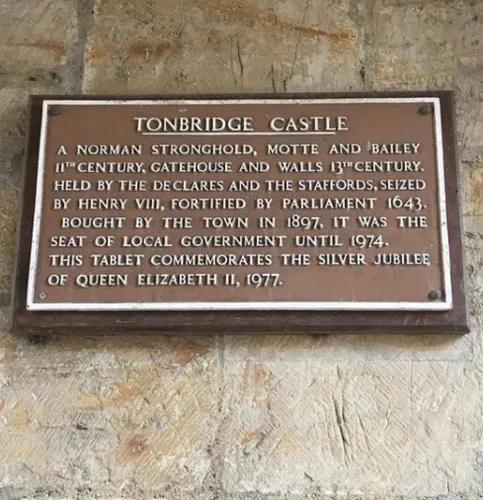 TONBRIDGE CASTLE
A NORMAN STRONGHOLD, MOTTE AND BAILEY
11TH CENTURY, GATEHOUSE AND WALLS 13TH CENTURY.
HELD BY THE DE CLARES AND THE STAFFORDS, SEIZED
BY HENRY VIII, FORTIFIED BY PARLIAMENT 1643.
BOUGHT BY THE TOWN IN 1897, IT WAS THE
SEAT OF LOCAL GOVERNMENT UNTIL 1974.
THIS TABLET COMMEMORATES THE SILVER JUBILEE
OF QUEEN ELIZABETH II, 1977.